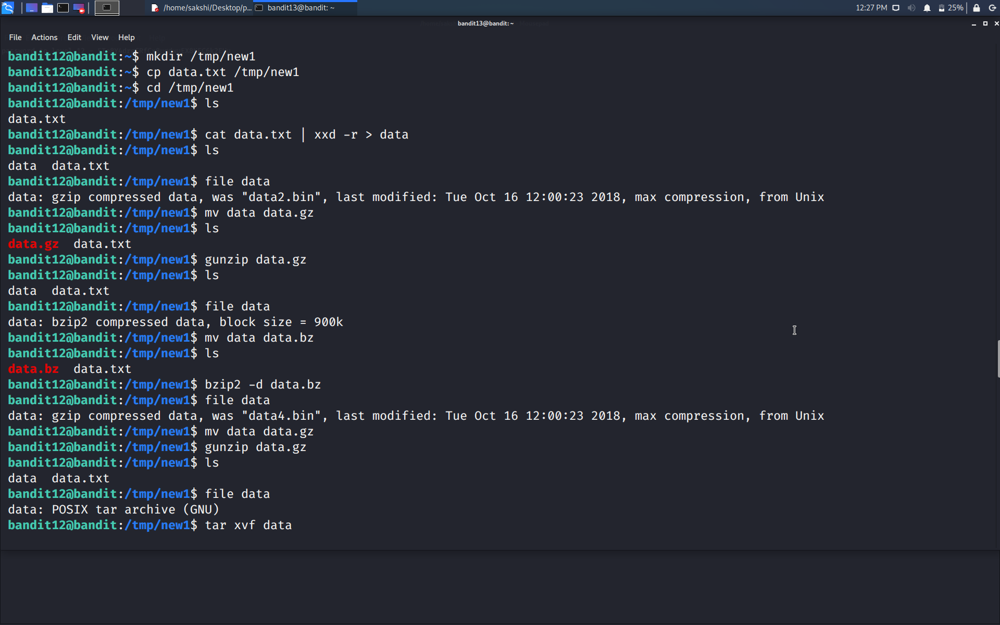 /home/sakshi/Desktop/p... bandit13@bandit: ~ 12:27 PM 25%
bandit13@bandit: ~
File Actions Edit View Help
bandit12@bandit:~$ mkdir /tmp/new1
bandit12@bandit:~$ cp data.txt /tmp/new1
bandit12@bandit:~$ cd /tmp/new1
bandit12@bandit:/tmp/new1$ ls
data.txt
bandit12@bandit:/tmp/new1$ cat data.txt | xxd -r > data
bandit12@bandit:/tmp/new1$ ls
data  data.txt
bandit12@bandit:/tmp/new1$ file data
data: gzip compressed data, was "data2.bin", last modified: Tue Oct 16 12:00:23 2018, max compression, from Unix
bandit12@bandit:/tmp/new1$ mv data data.gz
bandit12@bandit:/tmp/new1$ ls
data.gz  data.txt
bandit12@bandit:/tmp/new1$ gunzip data.gz
bandit12@bandit:/tmp/new1$ ls
data  data.txt
bandit12@bandit:/tmp/new1$ file data
data: bzip2 compressed data, block size = 900k
bandit12@bandit:/tmp/new1$ mv data data.bz
bandit12@bandit:/tmp/new1$ ls
data.bz  data.txt
bandit12@bandit:/tmp/new1$ bzip2 -d data.bz
bandit12@bandit:/tmp/new1$ file data
data: gzip compressed data, was "data4.bin", last modified: Tue Oct 16 12:00:23 2018, max compression, from Unix
bandit12@bandit:/tmp/new1$ mv data data.gz
bandit12@bandit:/tmp/new1$ gunzip data.gz
bandit12@bandit:/tmp/new1$ ls
data  data.txt
bandit12@bandit:/tmp/new1$ file data
data: POSIX tar archive (GNU)
bandit12@bandit:/tmp/new1$ tar xvf data